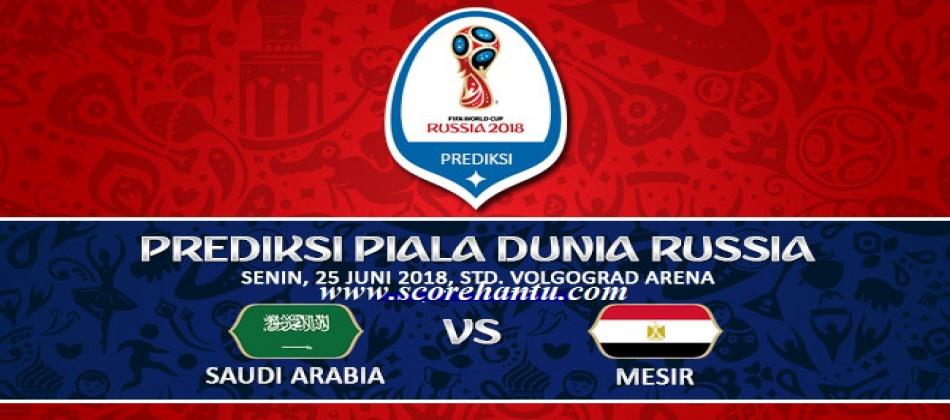 FIFA WORLD CUP
RUSSIA 2018
PREDIKSI
PREDIKSI PIALA DUNIA RUSSIA
SENIN, 25 JUNI 2018, STD. VOLGOGRAD ARENA
www.scorehantu.com
VS
SAUDI ARABIA
MESIR